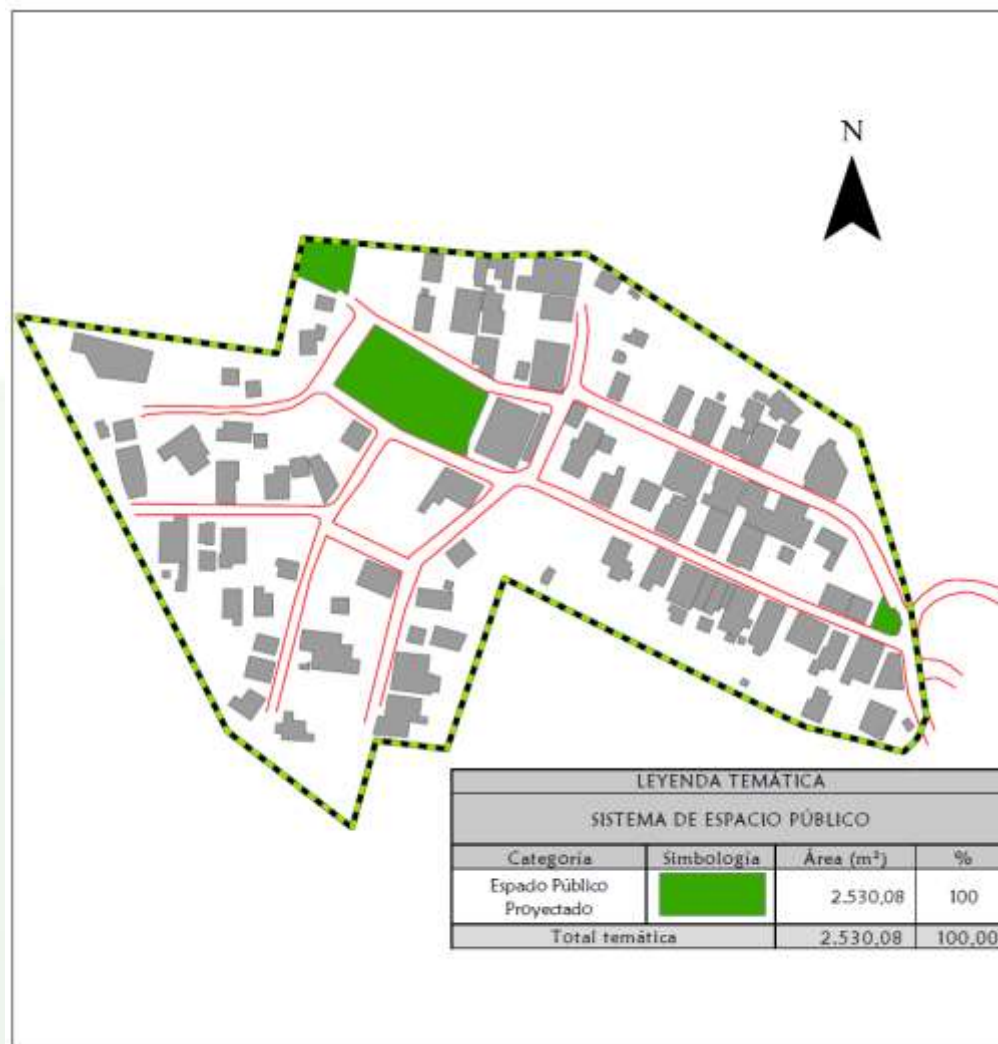 N
LEYENDA TEMÁTICA
SISTEMA DE ESPACIO PÚBLICO
Categoría Simbología Área (m²) %
Espacio Público
Proyectado
2.530,08 100
Total temática 2.530,08 100,00